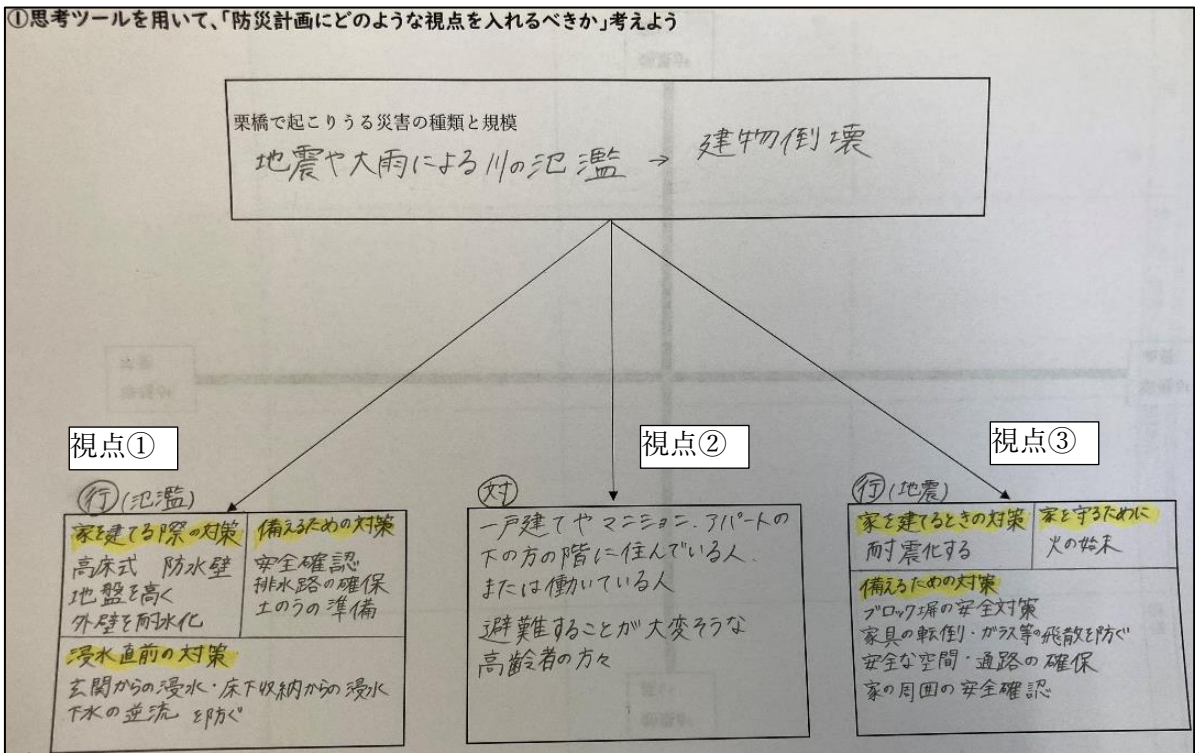 ①思考ツールを用いて、「防災計画にどのような視点を入れるべきか」考えよう
栗橋で起こりうる災害の種類と規模
地震や大雨による川の氾濫 → 建物倒壊
視点①
行(氾濫)
家を建てる際の対策
高床式 防水壁
地盤を高く
外壁を耐水化
備えるための対策
安全確認
排水路の確保
土のうの準備
浸水直前の対策
玄関からの浸水・床下収納からの浸水
下水の逆流 を防ぐ
視点②
対
一戸建てやマンション、アパートの
下の方の階に住んでいる人、
または働いている人
避難することが大変そうな
高齢者の方々
視点③
行(地震)
家を建てるときの対策
耐震化する
家を守るために
火の始末
備えるための対策
ブロック塀の安全対策
家具の転倒・ガラス等の飛散を防ぐ
安全な空間・通路の確保
家の周囲の安全確認